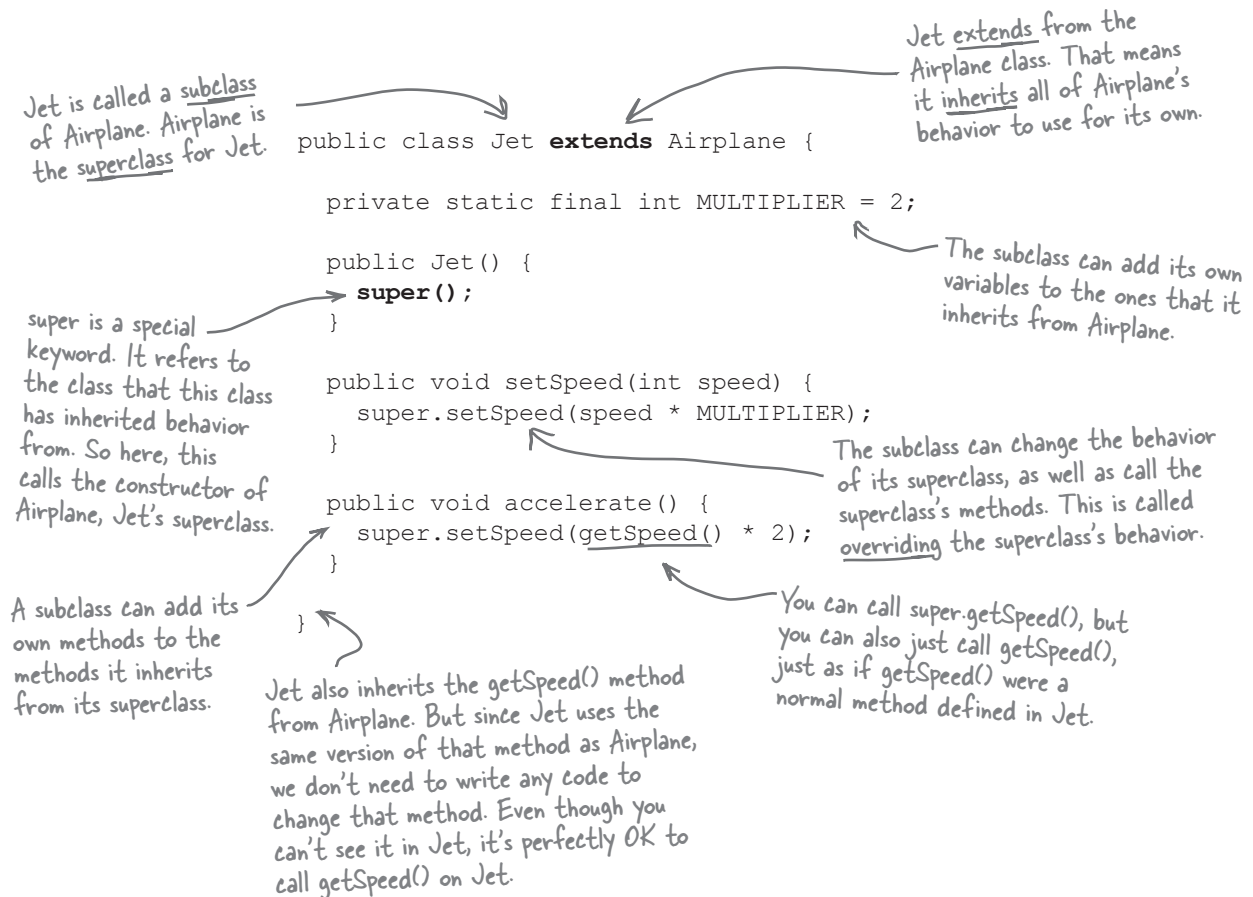 Jet is called a subclass
of Airplane. Airplane is
the superclass for Jet.
Jet extends from the
Airplane class. That means
it inherits all of Airplane's
behavior to use for its own.
public class Jet extends Airplane {
private static final int MULTIPLIER = 2;
The subclass can add its own
variables to the ones that it
inherits from Airplane.
public Jet() {
super();
}
super is a special
keyword. It refers to
the class that this class
has inherited behavior
from. So here, this
calls the constructor of
Airplane, Jet's superclass.
public void setSpeed(int speed) {
super.setSpeed(speed * MULTIPLIER);
}
The subclass can change the behavior
of its superclass, as well as call the
superclass's methods. This is called
overriding the superclass's behavior.
public void accelerate() {
super.setSpeed(getSpeed() * 2);
}
A subclass can add its
own methods to the
methods it inherits
from its superclass.
}
You can call super.getSpeed(), but
you can also just call getSpeed(),
just as if getSpeed() were a
normal method defined in Jet.
Jet also inherits the getSpeed() method
from Airplane. But since Jet uses the
same version of that method as Airplane,
we don't need to write any code to
change that method. Even though you
can't see it in Jet, it's perfectly OK to
call getSpeed() on Jet.